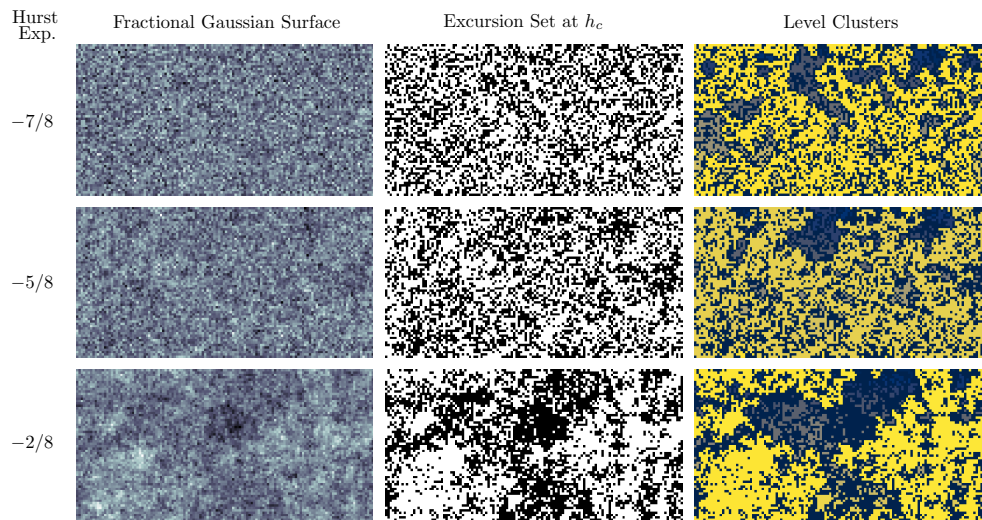 Hurst
Exp.
Fractional Gaussian Surface
Excursion Set at $h_c$
Level Clusters
−7/8
−5/8
−2/8